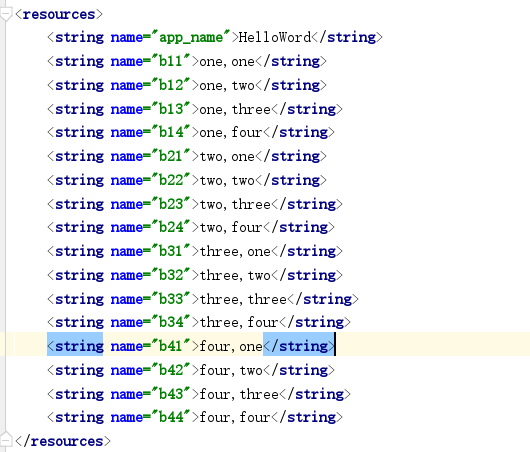 <resources>
<string name="app_name">HelloWord</string>
<string name="b11">one,one</string>
<string name="b12">one,two</string>
<string name="b13">one,three</string>
<string name="b14">one,four</string>
<string name="b21">two,one</string>
<string name="b22">two,two</string>
<string name="b23">two,three</string>
<string name="b24">two,four</string>
<string name="b31">three,one</string>
<string name="b32">three,two</string>
<string name="b33">three,three</string>
<string name="b34">three,four</string>
<string name="b41">four,one</string>
<string name="b42">four,two</string>
<string name="b43">four,three</string>
<string name="b44">four,four</string>
</resources>